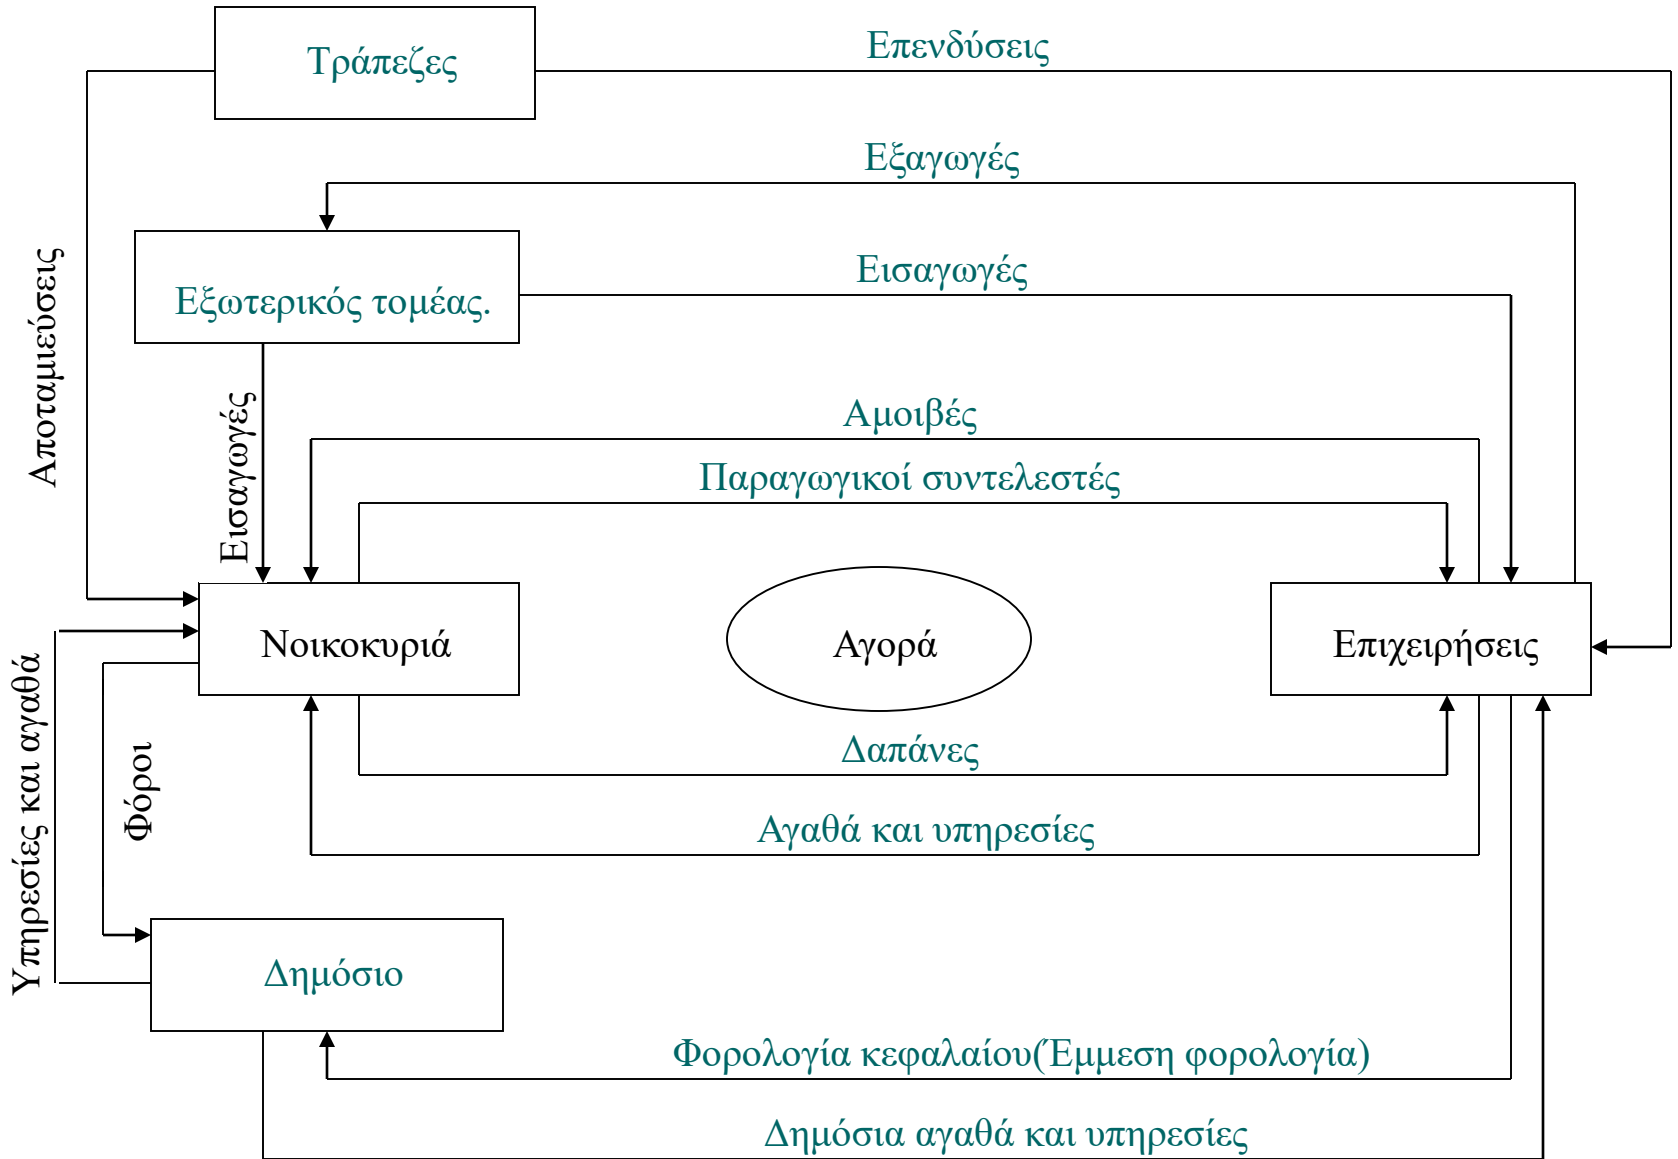 Τράπεζες
Επενδύσεις
Εξαγωγές
Εξωτερικός τομέας.
Εισαγωγές
Αποταμιεύσεις
Εισαγωγές
Αμοιβές
Παραγωγικοί συντελεστές
Νοικοκυριά
Αγορά
Επιχειρήσεις
Υπηρεσίες και αγαθά
Φόροι
Δαπάνες
Αγαθά και υπηρεσίες
Δημόσιο
Φορολογία κεφαλαίου(Έμμεση φορολογία)
Δημόσια αγαθά και υπηρεσίες